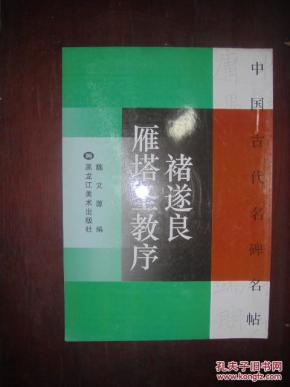 中国古代名碑名帖
褚遂良
雁塔圣教序
魏文源 编
黑龙江美术出版社
孔夫子旧书网